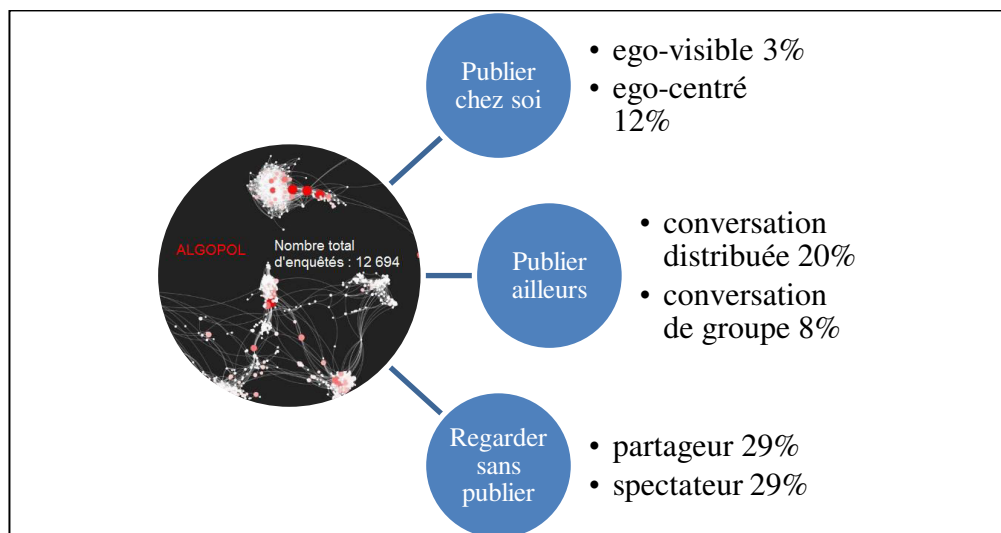 Publier
chez soi
• ego-visible 3%
• ego-centré
12%
ALGOPOL
Nombre total
d'enquêtés : 12 694
Publier
ailleurs
• conversation
distribuée 20%
• conversation
de groupe 8%
Regarder
sans
publier
• partageur 29%
• spectateur 29%